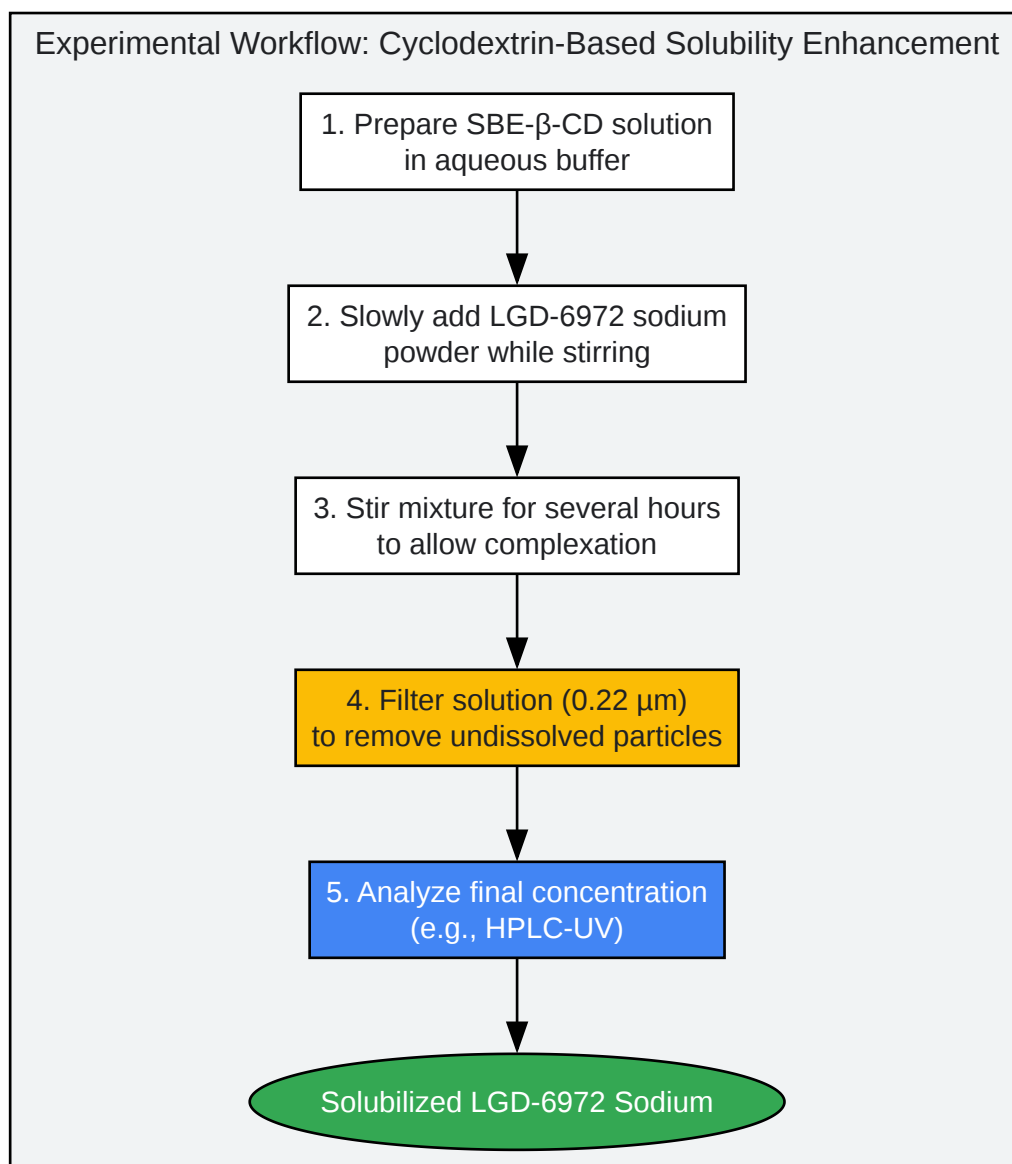 Experimental Workflow: Cyclodextrin-Based Solubility Enhancement
1. Prepare SBE-β-CD solution
in aqueous buffer
2. Slowly add LGD-6972 sodium
powder while stirring
3. Stir mixture for several hours
to allow complexation
4. Filter solution (0.22 µm)
to remove undissolved particles
5. Analyze final concentration
(e.g., HPLC-UV)
Solubilized LGD-6972 Sodium